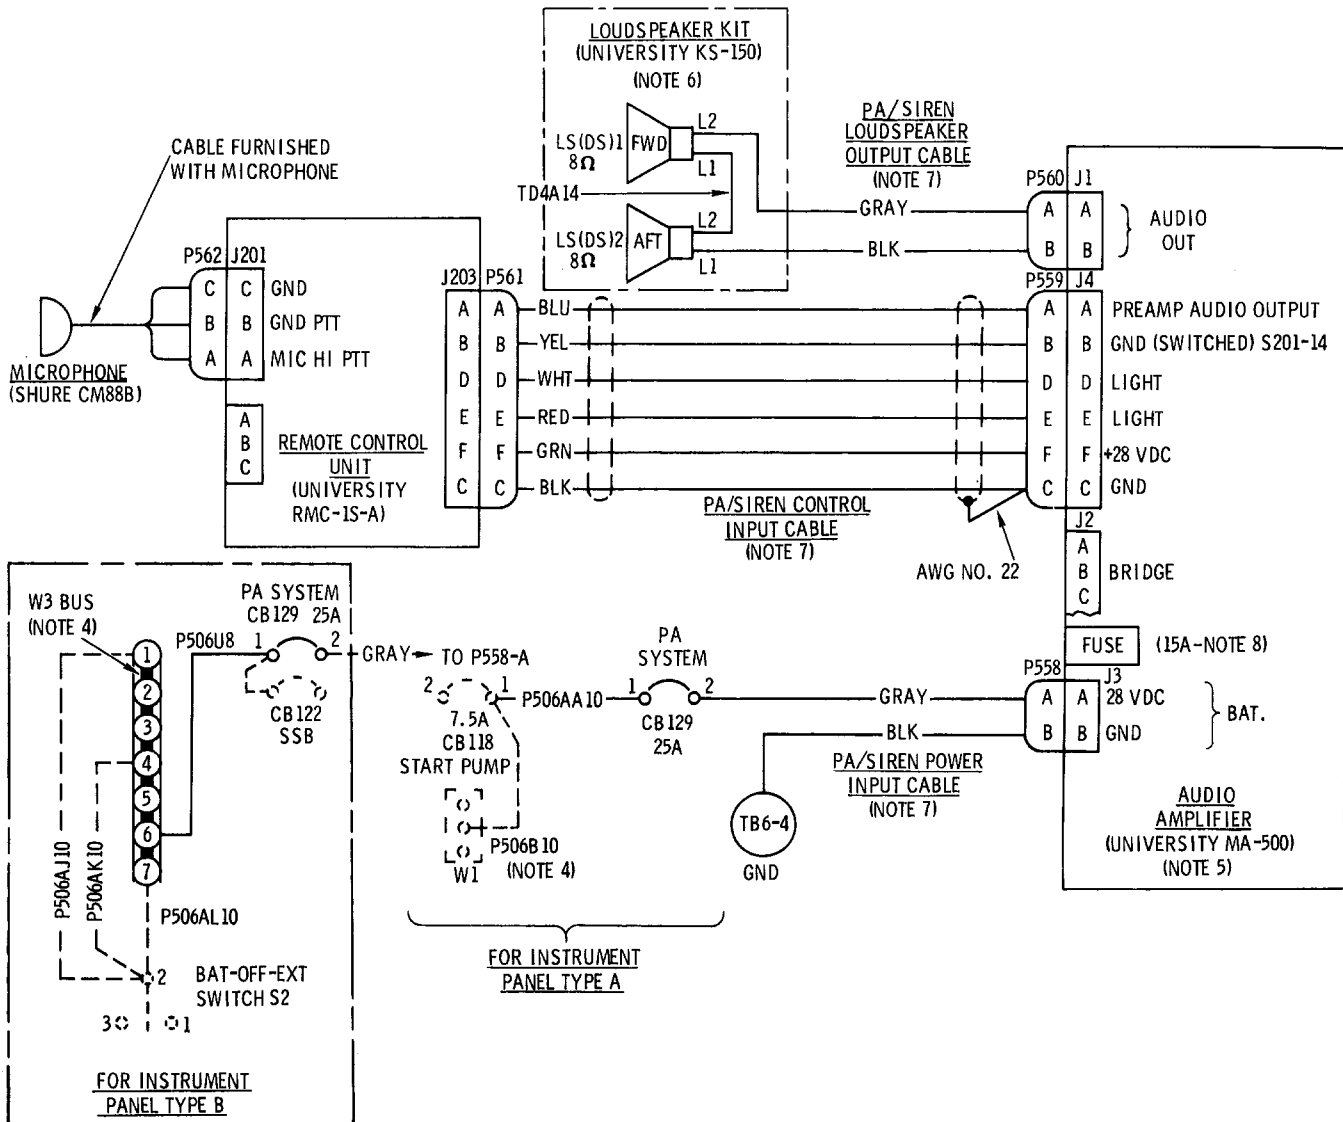 LOUDSPEAKER KIT
(UNIVERSITY KS-150)
(NOTE 6)
LS(DS)1
8Ω
FWD
L2
L1
TD4A14
LS(DS)2
8Ω
AFT
L2
L1
PA/SIREN
LOUDSPEAKER
OUTPUT CABLE
(NOTE 7)
GRAY
BLK
P560 J1
A A
B B
AUDIO
OUT
CABLE FURNISHED
WITH MICROPHONE
MICROPHONE
(SHURE CM88B)
P562 J201
C C GND
B B GND PTT
A A MIC HI PTT
A
B
C
REMOTE CONTROL
UNIT
(UNIVERSITY
RMC-1S-A)
J203 P561
A A BLU
B B YEL
D D WHT
E E RED
F F GRN
C C BLK
PA/SIREN CONTROL
INPUT CABLE
(NOTE 7)
AWG NO. 22
P559 J4
A A PREAMP AUDIO OUTPUT
B B GND (SWITCHED) S201-14
D D LIGHT
E E LIGHT
F F +28 VDC
C C GND
J2
A
B
C
BRIDGE
FUSE (15A-NOTE 8)
P558 J3
A A 28 VDC
B B GND
BAT.
AUDIO
AMPLIFIER
(UNIVERSITY MA-500)
(NOTE 5)
W3 BUS
(NOTE 4)
1
2
3
4
5
6
7
P506U8
PA SYSTEM
CB129 25A
1 2
CB122
SSB
GRAY
TO P558-A
P506AJ10
P506AK10
P506AL10
2
BAT-OFF-EXT
SWITCH S2
3 1
FOR INSTRUMENT
PANEL TYPE B
2 1
7.5A
CB118
START PUMP
P506AA10
PA
SYSTEM
1 2
CB129
25A
GRAY
BLK
PA/SIREN POWER
INPUT CABLE
(NOTE 7)
TB6-4
GND
P506B10
(NOTE 4)
W1
FOR INSTRUMENT
PANEL TYPE A